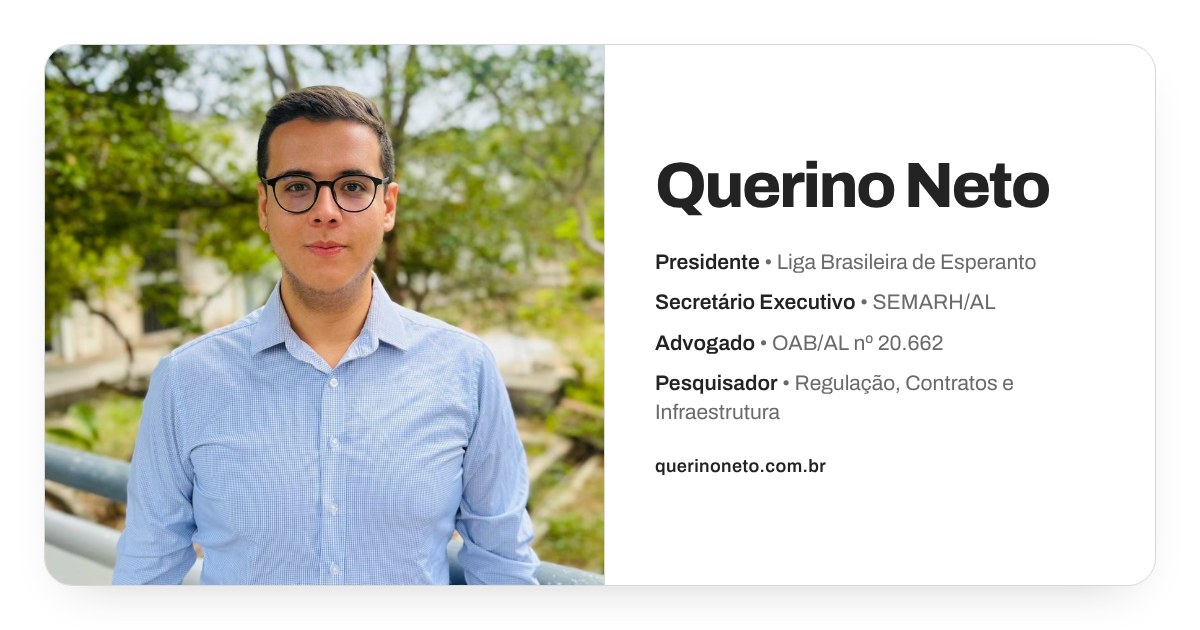 Querino Neto
Presidente • Liga Brasileira de Esperanto
Secretário Executivo • SEMARH/AL
Advogado • OAB/AL nº 20.662
Pesquisador • Regulação, Contratos e
Infraestrutura
querinoneto.com.br